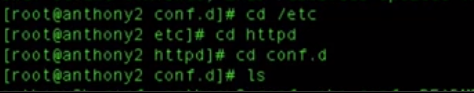 [root@anthony2 conf.d]# cd /etc
[root@anthony2 etc]# cd httpd
[root@anthony2 httpd]# cd conf.d
[root@anthony2 conf.d]# ls